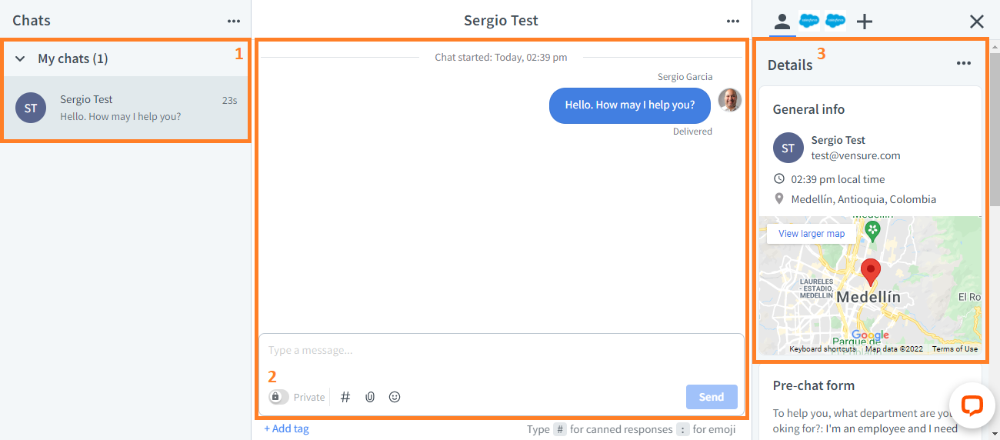 Chats
My chats (1)
1
ST
Sergio Test
23s
Hello. How may I help you?
Sergio Test
Chat started: Today, 02:39 pm
Sergio Garcia
Hello. How may I help you?
Delivered
Type a message...
2
Private
#
Send
+ Add tag
Type # for canned responses : for emoji
salesforce
salesforce
Details
3
General info
ST
Sergio Test
test@vensure.com
02:39 pm local time
Medellín, Antioquia, Colombia
View larger map
Medellín
LAURELES
- ESTADIO,
MEDELLIN
Medellín
El Ro
Google
Parque de
Keyboard shortcuts
Map data ©2022
Terms of Use
Pre-chat form
To help you, what department are you
oking for?: I'm an employee and I need